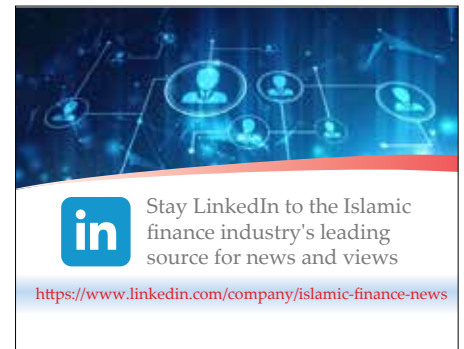 in
Stay LinkedIn to the Islamic
finance industry's leading
source for news and views
https://www.linkedin.com/company/islamic-finance-news